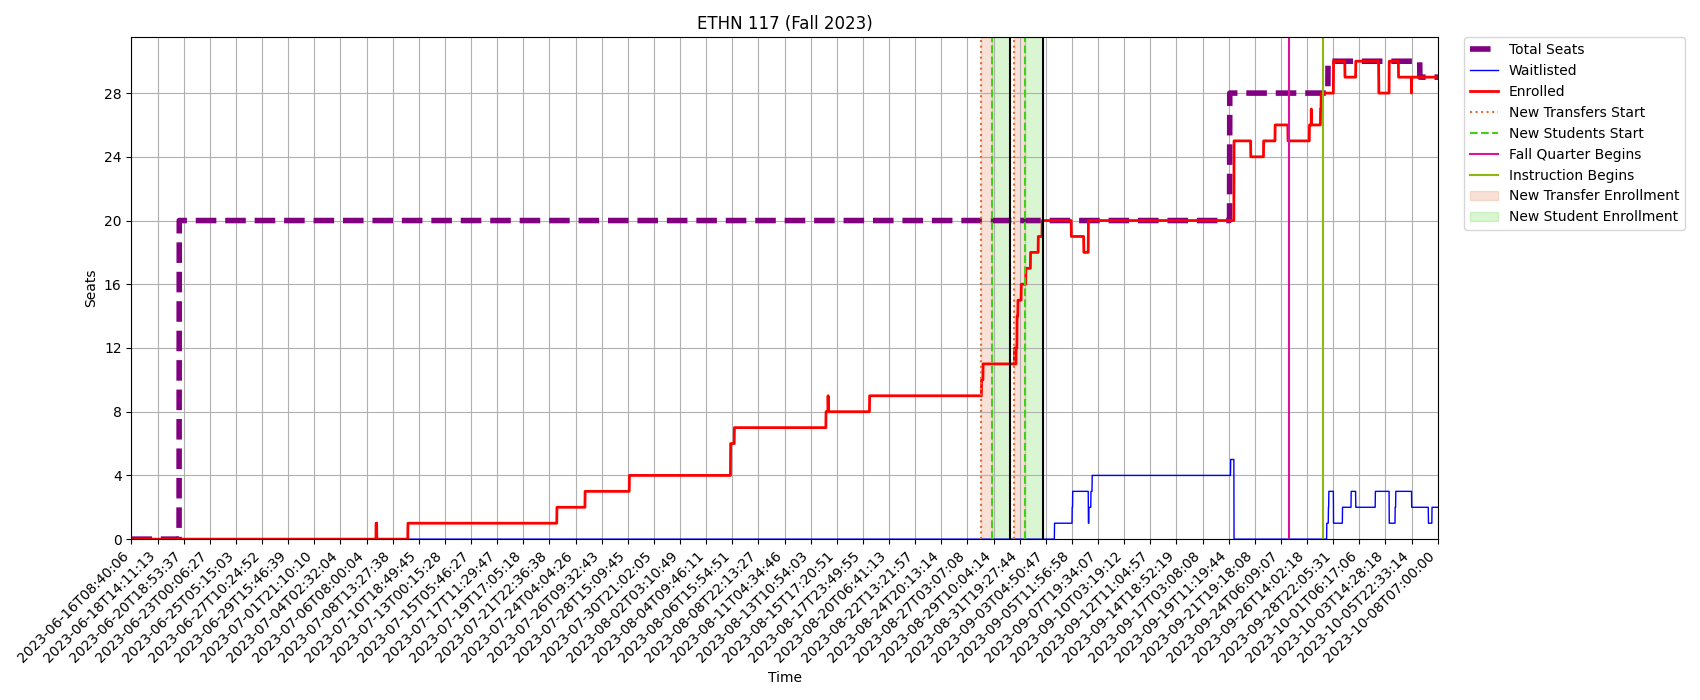 ETHN 117 (Fall 2023)
Total Seats
Waitlisted
Enrolled
New Transfers Start
New Students Start
Fall Quarter Begins
Instruction Begins
New Transfer Enrollment
New Student Enrollment
Seats
28
24
20
16
12
8
4
0
2023-06-16T08:40:06
2023-06-18T14:11:13
2023-06-20T18:53:37
2023-06-23T00:06:27
2023-06-25T05:15:03
2023-06-27T10:24:52
2023-06-29T15:46:39
2023-07-01T21:10:10
2023-07-04T02:32:04
2023-07-06T08:00:04
2023-07-08T13:27:38
2023-07-10T18:49:45
2023-07-13T00:15:28
2023-07-15T05:46:27
2023-07-17T11:29:47
2023-07-19T17:05:18
2023-07-21T22:36:38
2023-07-24T04:04:26
2023-07-26T09:32:43
2023-07-28T15:09:45
2023-07-30T21:02:05
2023-08-02T03:10:49
2023-08-04T09:46:11
2023-08-06T15:54:51
2023-08-08T22:13:27
2023-08-11T04:34:46
2023-08-13T10:54:03
2023-08-15T17:20:51
2023-08-17T23:49:55
2023-08-20T06:41:13
2023-08-22T13:21:57
2023-08-24T20:13:14
2023-08-27T03:07:08
2023-08-29T10:04:14
2023-08-31T19:27:44
2023-09-03T04:50:47
2023-09-05T11:56:58
2023-09-07T19:34:07
2023-09-10T03:19:12
2023-09-12T11:04:57
2023-09-14T18:52:19
2023-09-17T03:08:08
2023-09-19T11:19:44
2023-09-21T19:18:08
2023-09-24T06:09:07
2023-09-26T14:02:18
2023-09-28T22:05:31
2023-10-01T06:17:06
2023-10-03T14:28:18
2023-10-05T22:33:14
2023-10-08T07:00:00
Time